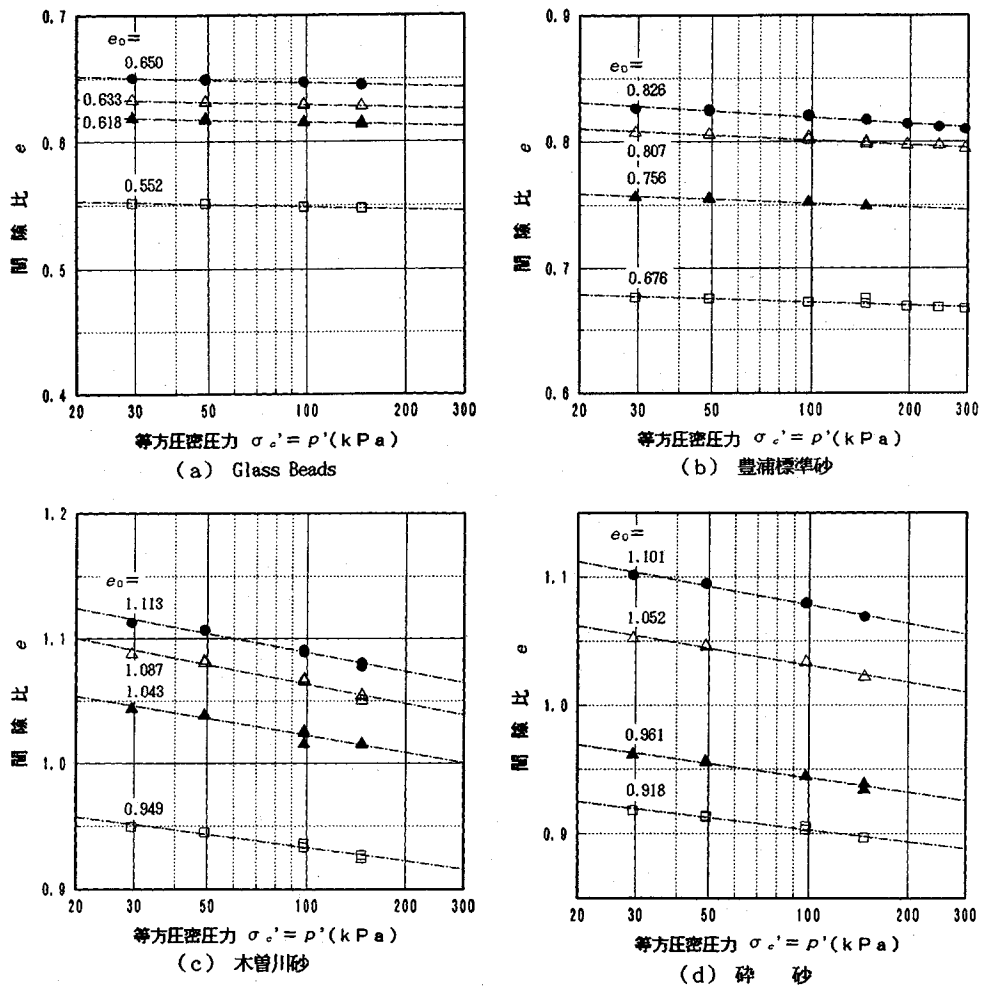 0.7
e₀=
0.650
0.633
0.618
0.6
0.552
0.5
0.4
間隙比 e
20 30 50 100 200 300
等方圧密圧力 σc'=p'(kPa)
(a) Glass Beads
0.9
e₀=
0.826
0.8
0.807
0.756
0.7
0.676
0.6
間隙比 e
20 30 50 100 200 300
等方圧密圧力 σc'=p'(kPa)
(b) 豊浦標準砂
1.2
e₀=
1.113
1.1
1.087
1.043
1.0
0.949
0.9
間隙比 e
20 30 50 100 200 300
等方圧密圧力 σc'=p'(kPa)
(c) 木曽川砂
e₀=
1.101
1.1
1.052
1.0
0.961
0.918
0.9
間隙比 e
20 30 50 100 200 300
等方圧密圧力 σc'=p'(kPa)
(d) 砕 砂